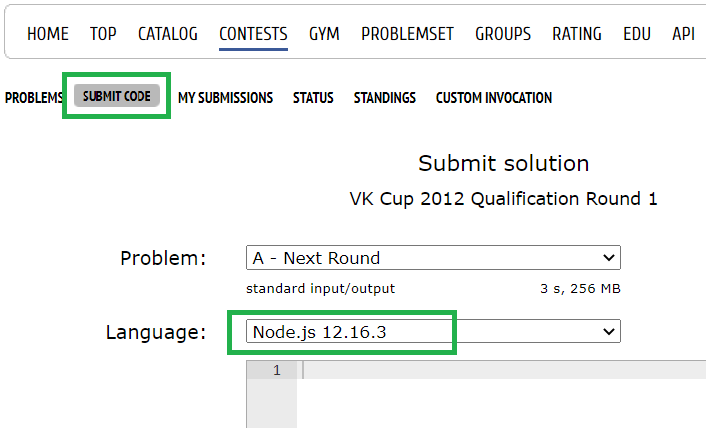 HOME TOP CATALOG CONTESTS GYM PROBLEMSET GROUPS RATING EDU API
PROBLEMS SUBMIT CODE MY SUBMISSIONS STATUS STANDINGS CUSTOM INVOCATION
Submit solution
VK Cup 2012 Qualification Round 1
Problem: A - Next Round
standard input/output 3 s, 256 MB
Language: Node.js 12.16.3
1